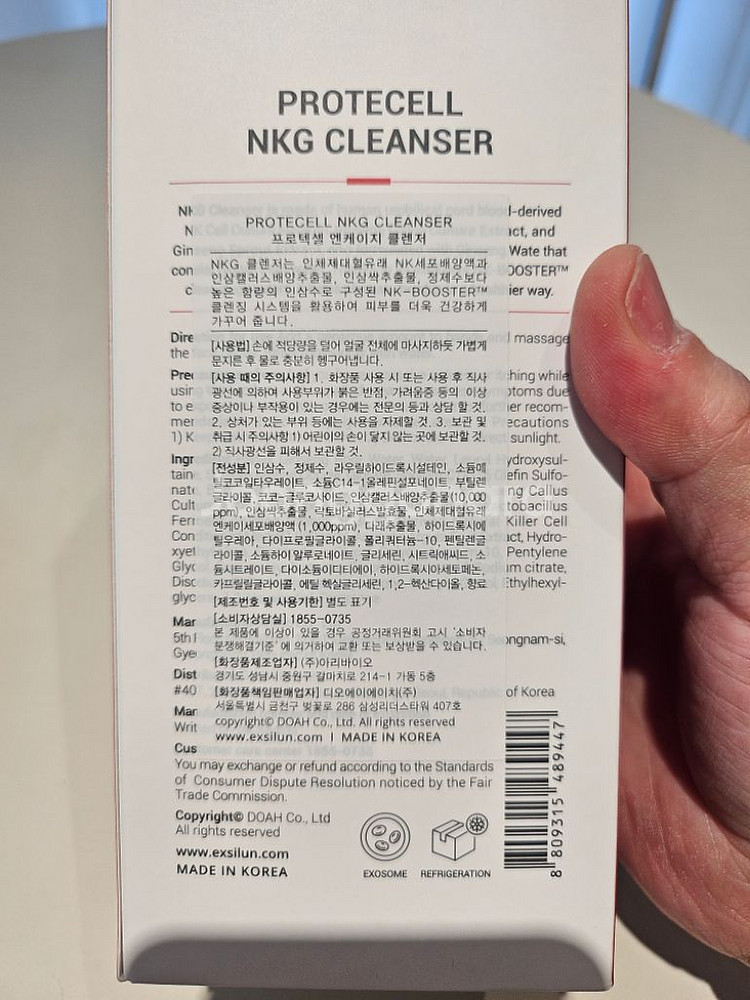 PROTECELL
NKG CLEANSER
PROTECELL NKG CLEANSER
프로텍셀 엔케이지 클렌저
NKG 클렌저는 인체제대혈유래 NK세포배양액과
인삼캘러스배양추출물, 인삼싹추출물, 정제수보다
높은 함량의 인삼수로 구성된 NK-BOOSTER™
클렌징 시스템을 활용하여 피부를 더욱 건강하게
가꾸어 줍니다.
[사용법] 손에 적당량을 덜어 얼굴 전체에 마사지하듯 가볍게
문지른 후 물로 충분히 헹구어냅니다.
[사용 때의 주의사항] 1. 화장품 사용 시 또는 사용 후 직사
광선에 의하여 사용부위가 붉은 반점, 가려움증 등의 이상
증상이나 부작용이 있는 경우에는 전문의 등과 상담 할 것.
2. 상처가 있는 부위 등에는 사용을 자제할 것. 3. 보관 및
취급 시 주의사항 1) 어린이의 손이 닿지 않는 곳에 보관할 것.
2) 직사광선을 피해서 보관할 것.
[전성분] 인삼수, 정제수, 라우릴하이드록시설테인, 소듐메
틸코코일타우레이트, 소듐C14-1올레핀설포네이트, 부틸렌
글라이콜, 코코-글루코사이드, 인삼캘러스배양추출물(10,000
ppm), 인삼싹추출물, 락토바실러스발효물, 인체제대혈유래
엔케이세포배양액 (1,000ppm), 다래추출물, 하이드록시에
틸우레아, 다이프로필글라이콜, 폴리쿼터늄-10, 펜틸렌글
라이콜, 소듐하이알루로네이트, 글리세린, 시트릭애씨드, 소
듐시트레이트, 다이소듐이디티에이, 하이드록시아세토페논,
카프릴릴글라이콜, 에틸헥실글리세린, 1,2-헥산다이올, 향료
[제조번호 및 사용기한] 별도 표기
[소비자상담실] 1855-0735
본 제품에 이상이 있을 경우 공정거래위원회 고시 '소비자
분쟁해결기준' 에 의거하여 교환 또는 보상받을 수 있습니다.
[화장품제조업자] (주)아리바이오
경기도 성남시 중원구 갈마치로 214-1 가동 5층
[화장품책임판매업자] 디오에이에이치(주)
서울특별시 금천구 벚꽃로 286 삼성리더스타워 407호
copyright© DOAH Co., Ltd. All rights reserved
www.exsilun.com I MADE IN KOREA
You may exchange or refund according to the Standards
of Consumer Dispute Resolution noticed by the Fair
Trade Commission.
Copyright© DOAH Co., Ltd
All rights reserved
www.exsilun.com
MADE IN KOREA
EXOSOME
REFRIGERATION
8 809315 489447